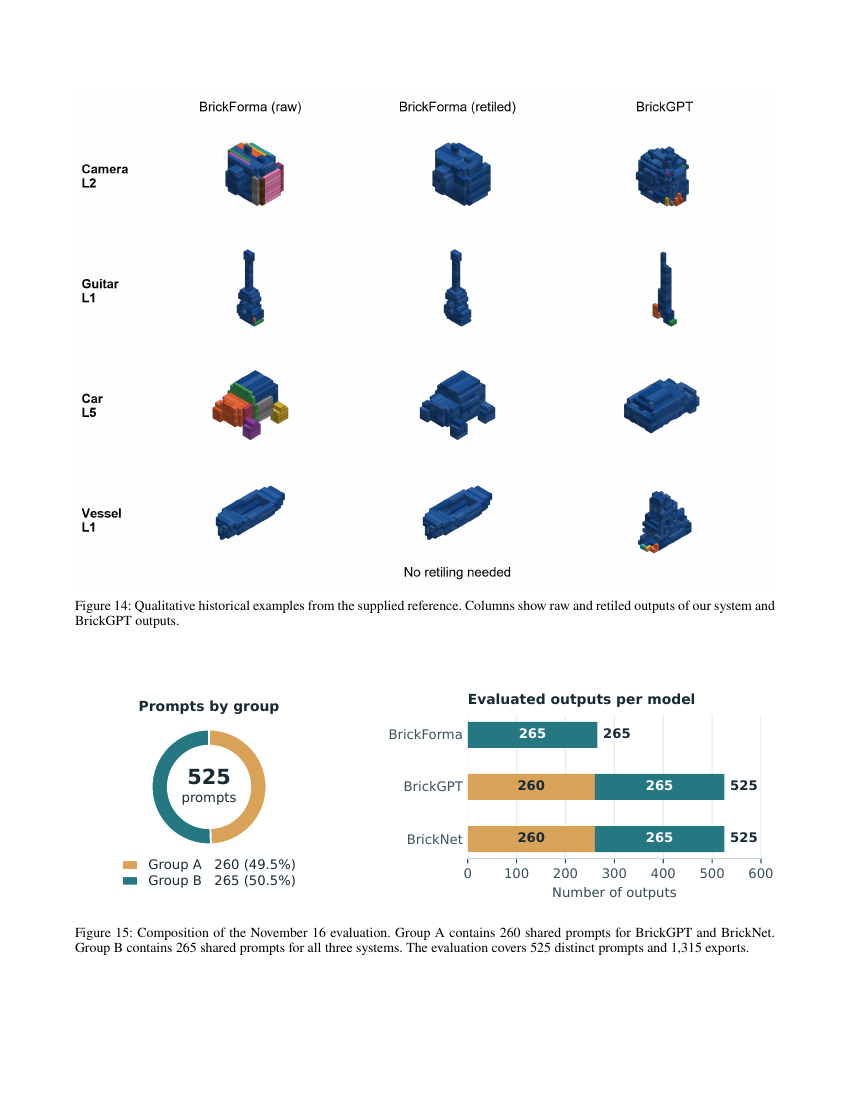 BrickForma (raw) BrickForma (retiled) BrickGPT
Camera
L2
Guitar
L1
Car
L5
Vessel
L1
No retiling needed
Figure 14: Qualitative historical examples from the supplied reference. Columns show raw and retiled outputs of our system and
BrickGPT outputs.
Prompts by group
525
prompts
Group A 260 (49.5%)
Group B 265 (50.5%)
Evaluated outputs per model
BrickForma 265 265
BrickGPT 260 265 525
BrickNet 260 265 525
0 100 200 300 400 500 600
Number of outputs
Figure 15: Composition of the November 16 evaluation. Group A contains 260 shared prompts for BrickGPT and BrickNet.
Group B contains 265 shared prompts for all three systems. The evaluation covers 525 distinct prompts and 1,315 exports.